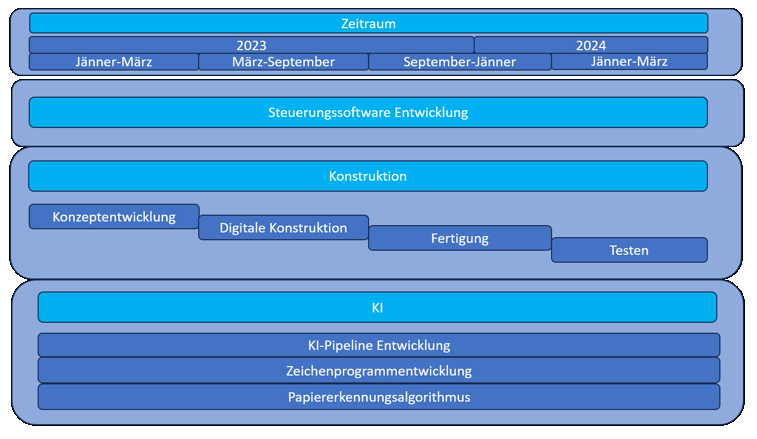 Zeitraum
2023 2024
Jänner-März März-September September-Jänner Jänner-März
Steuerungssoftware Entwicklung
Konstruktion
Konzeptentwicklung
Digitale Konstruktion
Fertigung
Testen
KI
KI-Pipeline Entwicklung
Zeichenprogrammentwicklung
Papiererkennungsalgorithmus